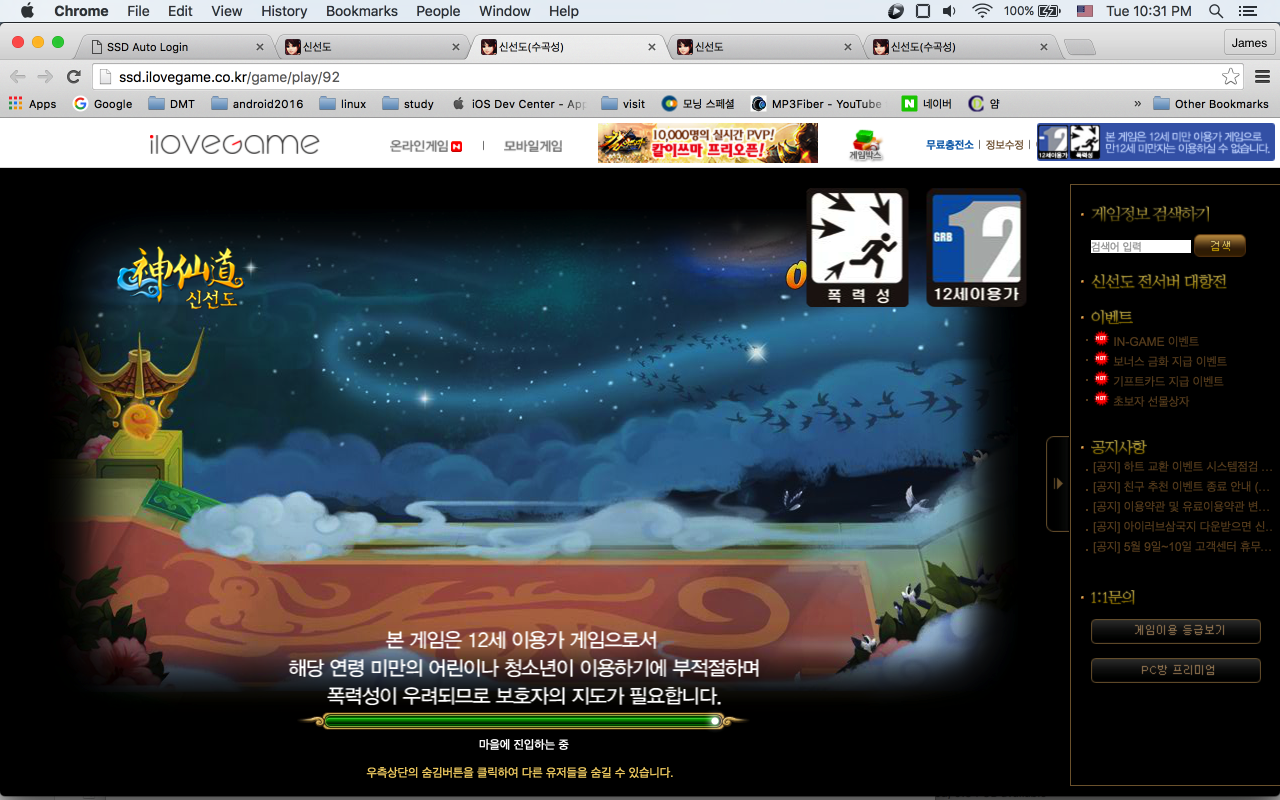 Chrome File Edit View History Bookmarks People Window Help 100% Tue 10:31 PM
SSD Auto Login 신선도 신선도(수곡성) 신선도 신선도(수곡성) James
ssd.ilovegame.co.kr/game/play/92
Apps Google DMT android2016 linux study iOS Dev Center - App visit 모닝 스페셜 MP3Fiber - YouTube 네이버 얌 » Other Bookmarks
iLOVEGAME 온라인게임 N | 모바일게임
10,000명의 실시간 PVP!
칼이쓰마 프리오픈!
게임박스
무료충전소 | 정보수정 |
12세이용가 폭력성
본 게임은 12세 미만 이용가 게임으로
만12세 미만자는 이용하실 수 없습니다.
神仙道
신선도
0
폭력성
GRB 12
12세이용가
게임정보 검색하기
검색어 입력 검색
신선도 전서버 대항전
이벤트
HOT IN-GAME 이벤트
HOT 보너스 금화 지급 이벤트
HOT 기프트카드 지급 이벤트
HOT 초보자 선물상자
공지사항
[공지] 하트 교환 이벤트 시스템점검 ...
[공지] 친구 추천 이벤트 종료 안내 (...
[공지] 이용약관 및 유료이용약관 변...
[공지] 아이러브삼국지 다운받으면 신...
[공지] 5월 9일~10일 고객센터 휴무...
1:1문의
게임이용 등급보기
PC방 프리미엄
본 게임은 12세 이용가 게임으로서
해당 연령 미만의 어린이나 청소년이 이용하기에 부적절하며
폭력성이 우려되므로 보호자의 지도가 필요합니다.
마을에 진입하는 중
우측상단의 숨김버튼을 클릭하여 다른 유저들을 숨길 수 있습니다.